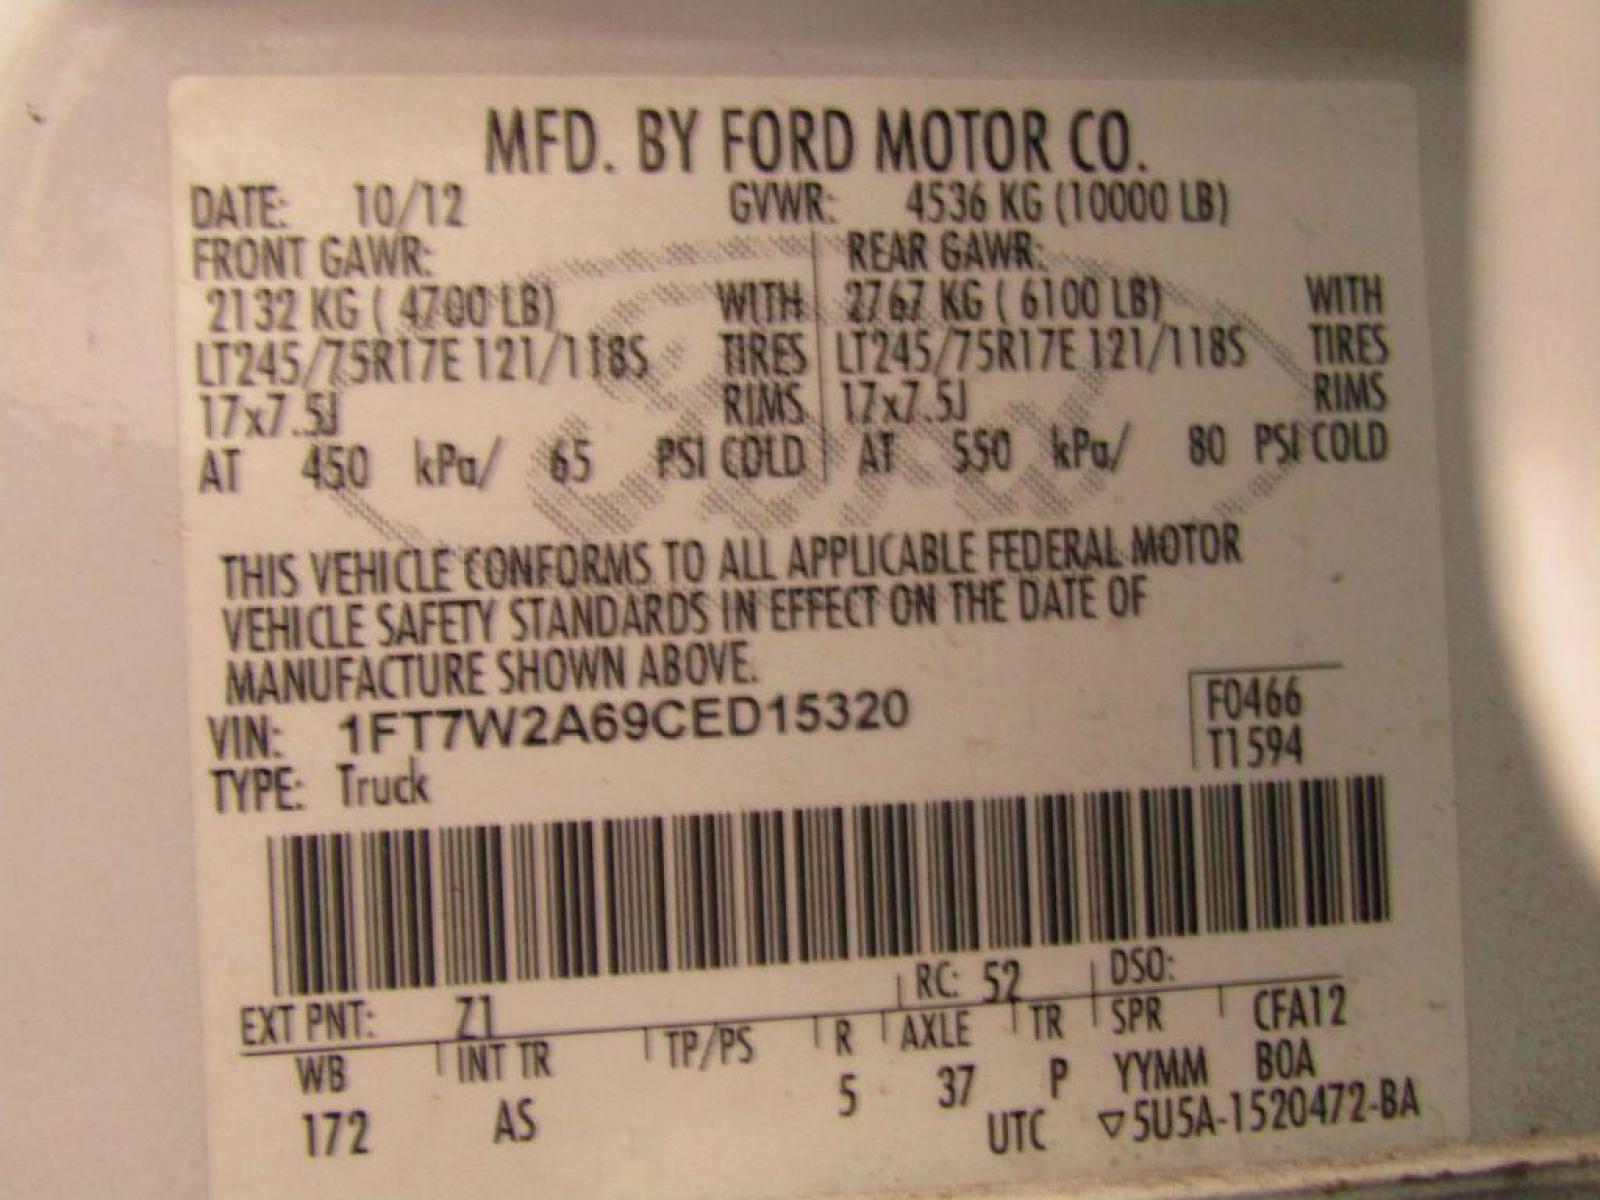 MFD. BY FORD MOTOR CO.
DATE: 10/12 GVWR: 4536 KG (10000 LB)
FRONT GAWR: REAR GAWR:
2132 KG ( 4700 LB) WITH 2767 KG ( 6100 LB) WITH
LT245/75R17E 121/118S TIRES LT245/75R17E 121/118S TIRES
17x7.5J RIMS 17x7.5J RIMS
AT 450 kPa/ 65 PSI COLD AT 550 kPa/ 80 PSI COLD
THIS VEHICLE CONFORMS TO ALL APPLICABLE FEDERAL MOTOR
VEHICLE SAFETY STANDARDS IN EFFECT ON THE DATE OF
MANUFACTURE SHOWN ABOVE.
VIN: 1FT7W2A69CED15320
F0466
TYPE: Truck
T1594
EXT PNT: Z1 RC: 52 DSO:
WB INT TR TP/PS R AXLE TR SPR CFA12
172 AS 5 37 P YYMM BOA
UTC ▽5U5A-1520472-BA